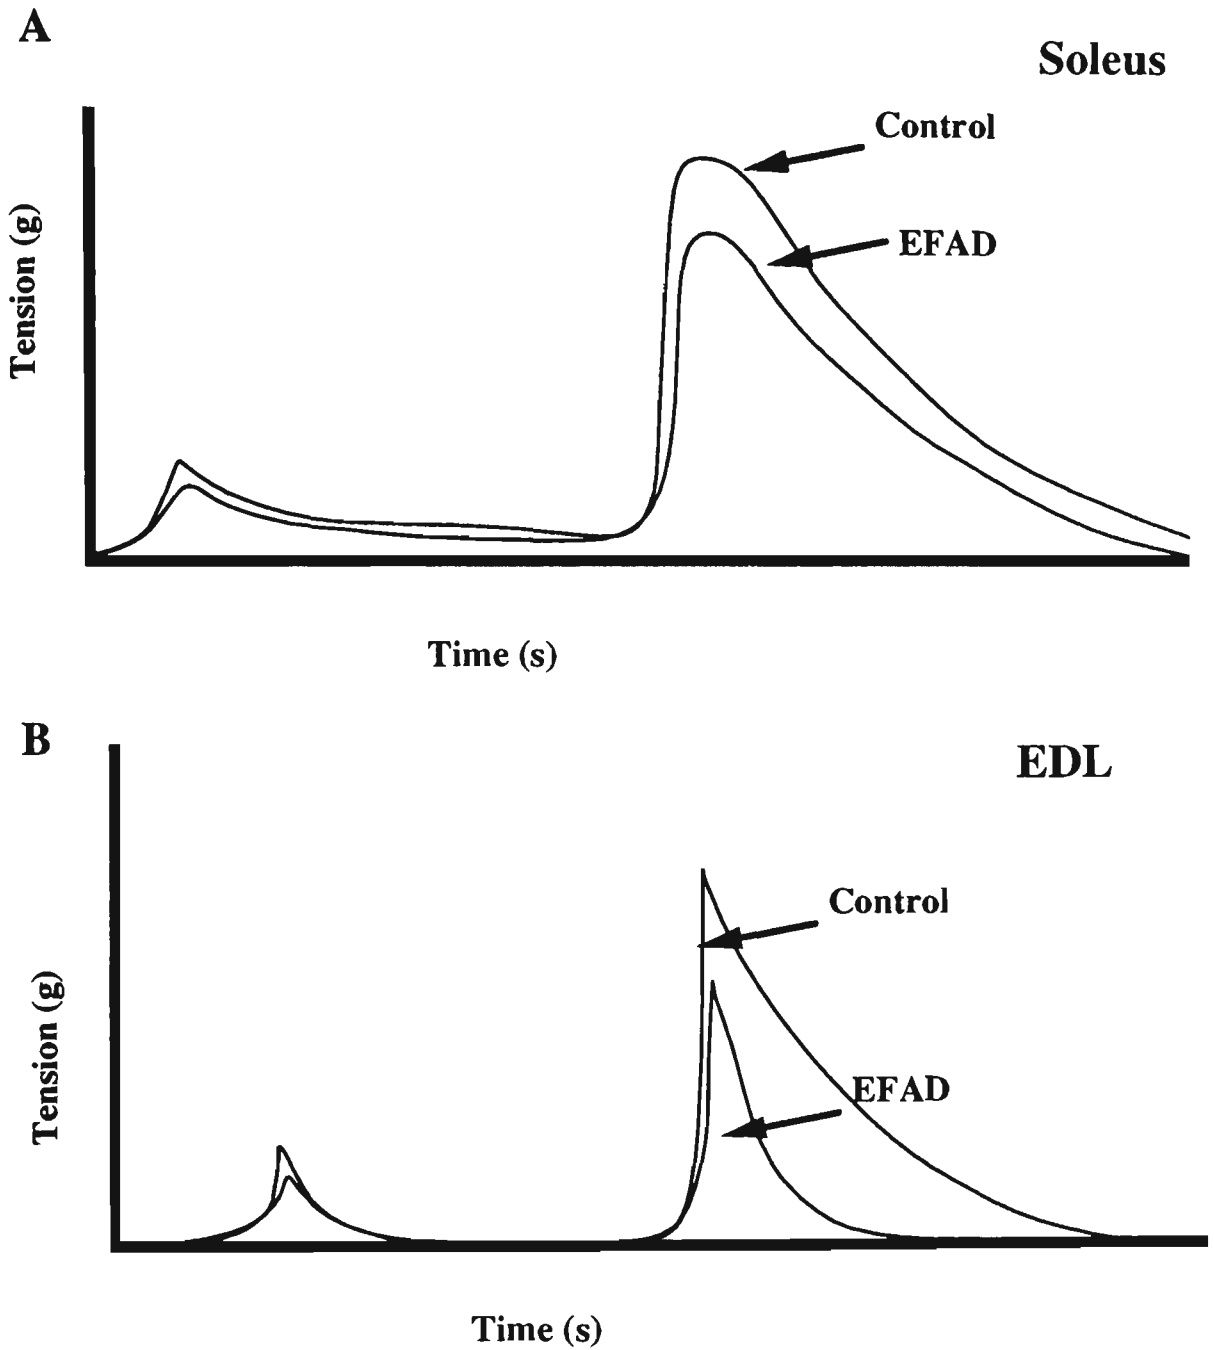 A
Soleus
Control
EFAD
Tension (g)
Time (s)
B
EDL
Control
EFAD
Tension (g)
Time (s)